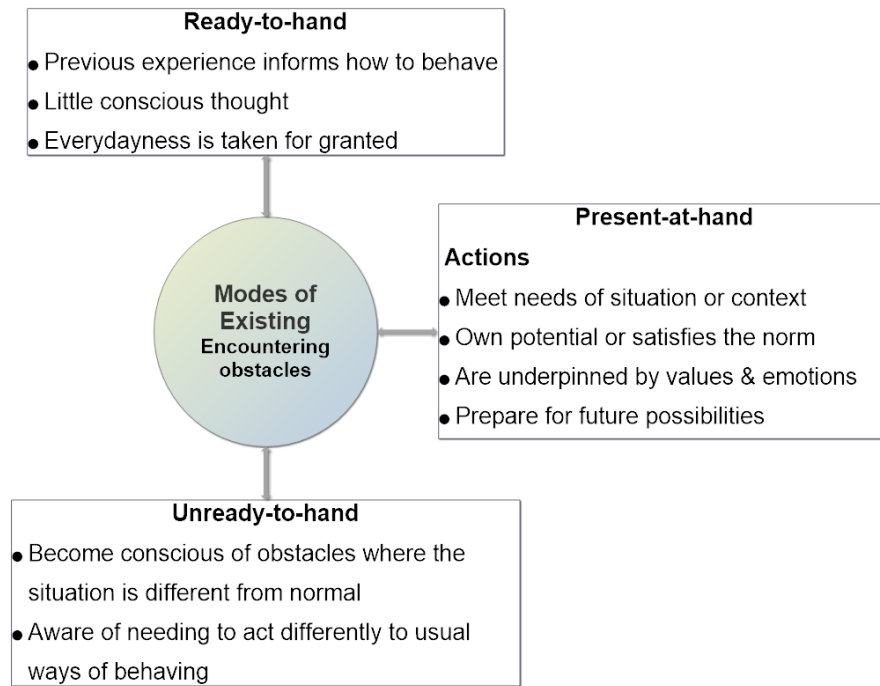 Ready-to-hand
● Previous experience informs how to behave
● Little conscious thought
● Everydayness is taken for granted
Modes of
Existing
Encountering
obstacles
Present-at-hand
Actions
● Meet needs of situation or context
● Own potential or satisfies the norm
● Are underpinned by values & emotions
● Prepare for future possibilities
Unready-to-hand
● Become conscious of obstacles where the
situation is different from normal
● Aware of needing to act differently to usual
ways of behaving